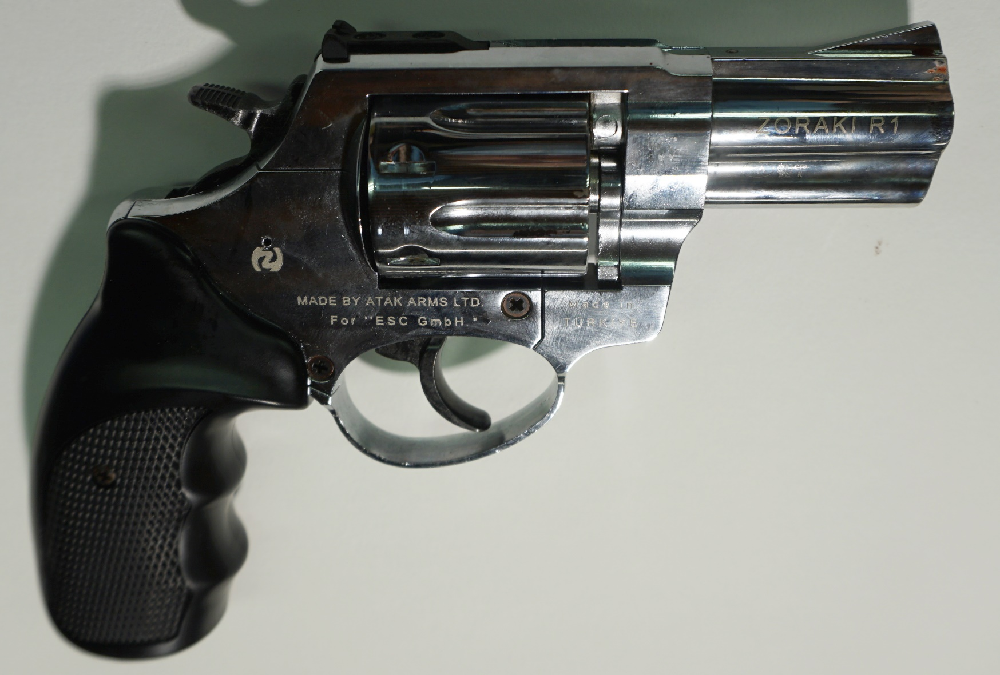 ZORAKI R1
MADE BY ATAK ARMS LTD.
For "ESC GmbH."
Made in
TURKIYE